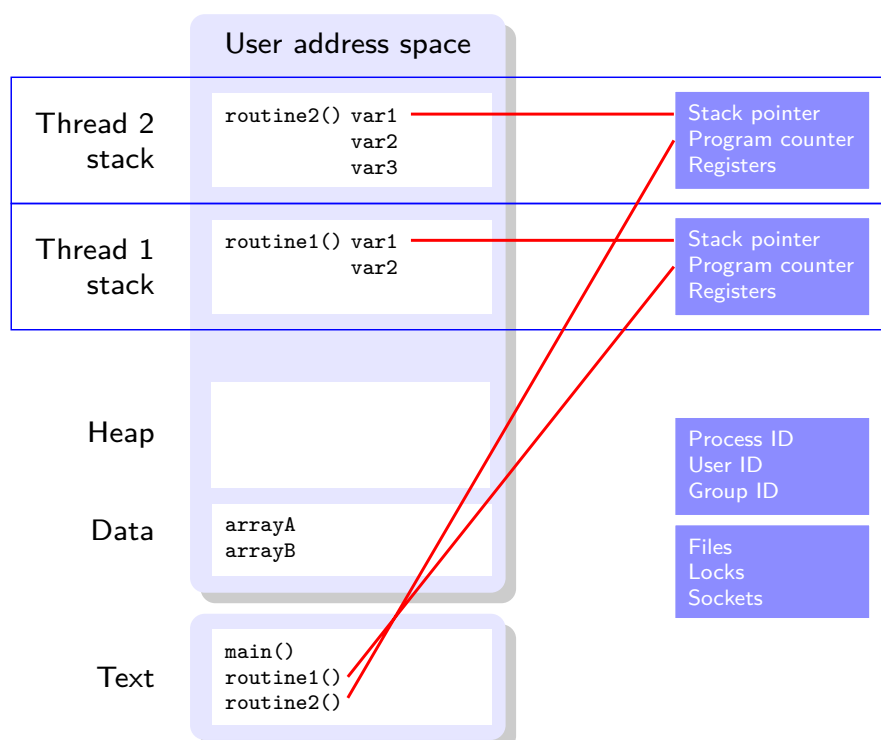 User address space
Thread 2
stack
routine2() var1
var2
var3
Stack pointer
Program counter
Registers
Thread 1
stack
routine1() var1
var2
Stack pointer
Program counter
Registers
Heap
Process ID
User ID
Group ID
Data
arrayA
arrayB
Files
Locks
Sockets
Text
main()
routine1()
routine2()